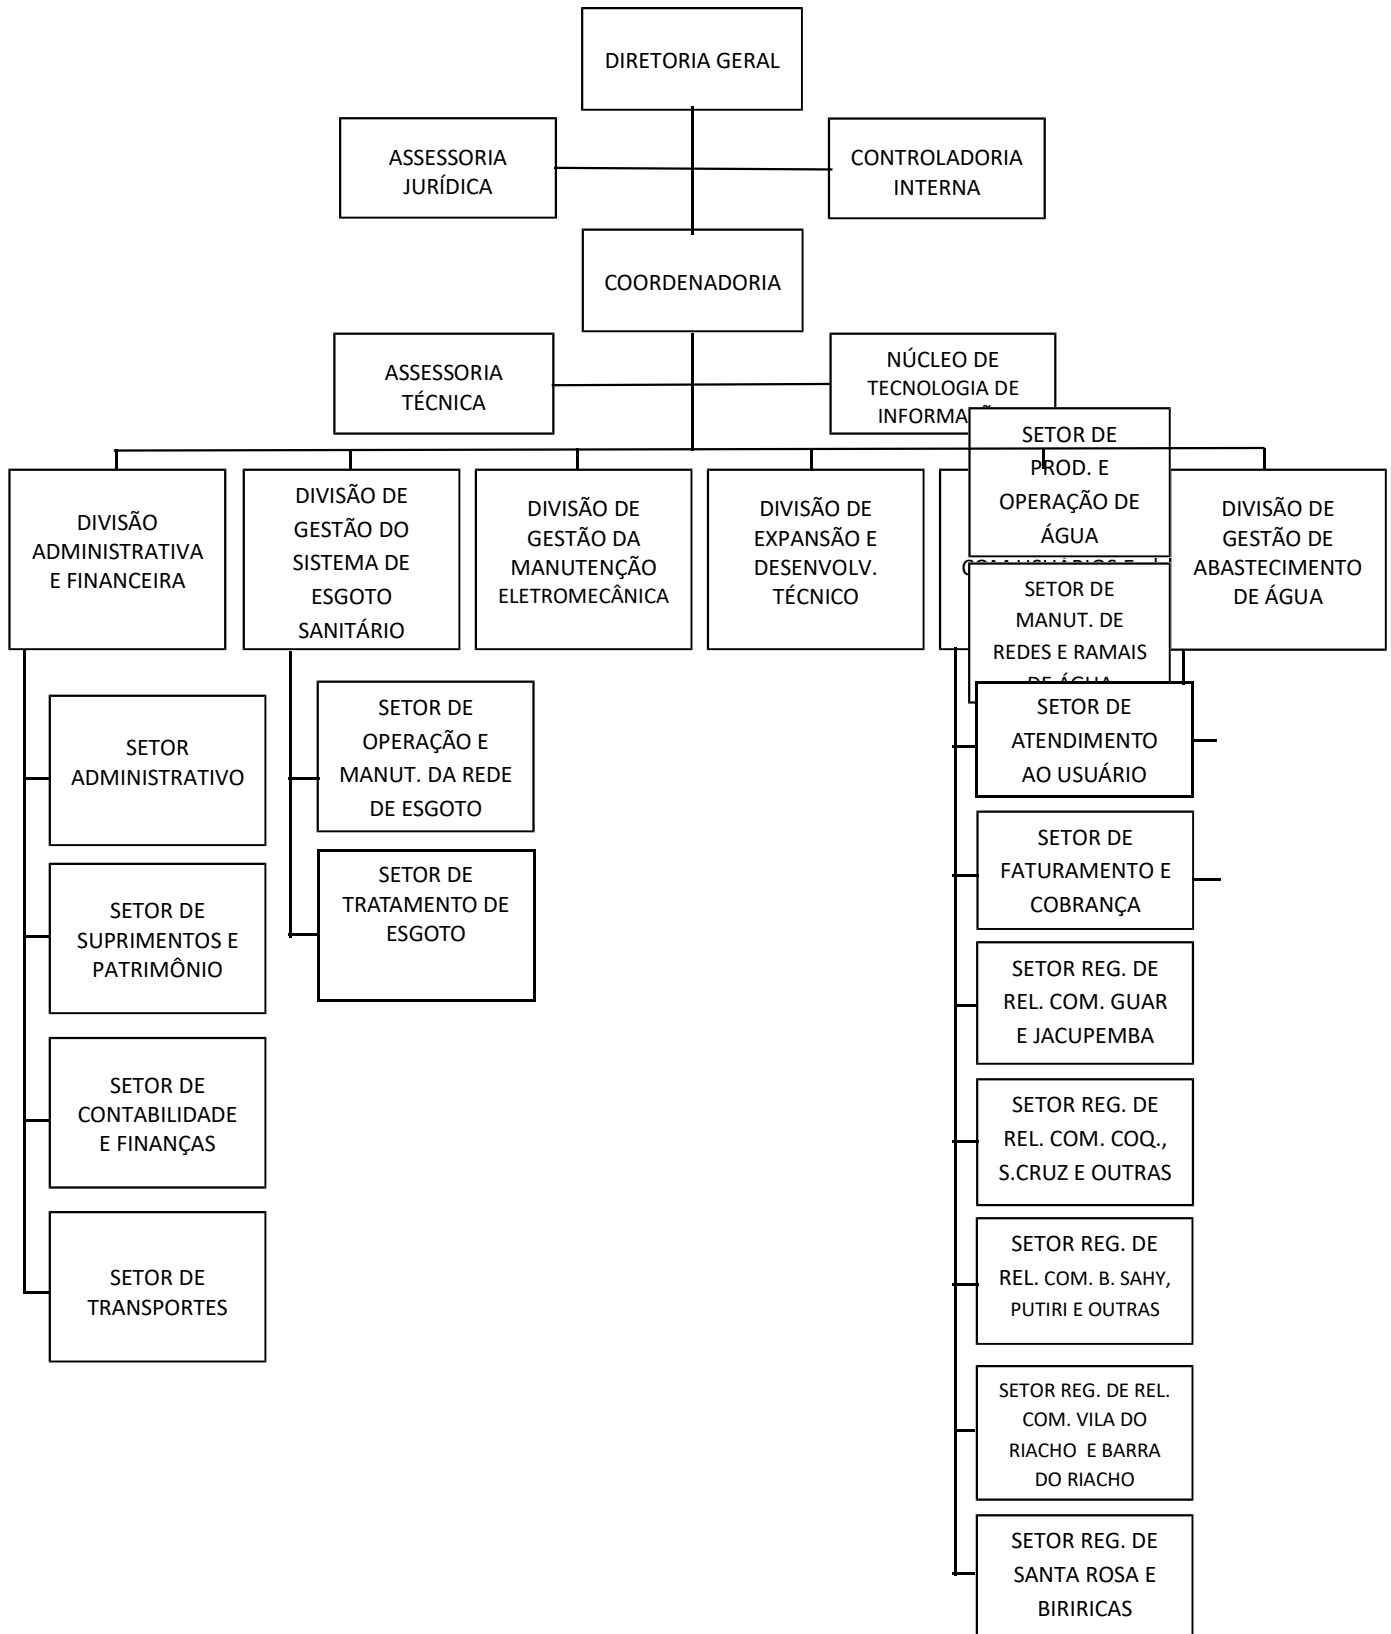 DIRETORIA GERAL
ASSESSORIA
JURÍDICA
CONTROLADORIA
INTERNA
COORDENADORIA
ASSESSORIA
TÉCNICA
NÚCLEO DE
TECNOLOGIA DE
DIVISÃO
ADMINISTRATIVA
E FINANCEIRA
DIVISÃO DE
GESTÃO DO
SISTEMA DE
ESGOTO
SANITÁRIO
DIVISÃO DE
GESTÃO DA
MANUTENÇÃO
ELETROMECÂNICA
DIVISÃO DE
EXPANSÃO E
DESENVOLV.
TÉCNICO
SETOR DE
PROD. E
OPERAÇÃO DE
ÁGUA
SETOR DE
MANUT. DE
REDES E RAMAIS
DE ÁGUA
DIVISÃO DE
GESTÃO DE
ABASTECIMENTO
DE ÁGUA
SETOR
ADMINISTRATIVO
SETOR DE
SUPRIMENTOS E
PATRIMÔNIO
SETOR DE
CONTABILIDADE
E FINANÇAS
SETOR DE
TRANSPORTES
SETOR DE
OPERAÇÃO E
MANUT. DA REDE
DE ESGOTO
SETOR DE
TRATAMENTO DE
ESGOTO
SETOR DE
ATENDIMENTO
AO USUÁRIO
SETOR DE
FATURAMENTO E
COBRANÇA
SETOR REG. DE
REL. COM. GUAR
E JACUPEMBA
SETOR REG. DE
REL. COM. COQ.,
S.CRUZ E OUTRAS
SETOR REG. DE
REL. COM. B. SAHY,
PUTIRI E OUTRAS
SETOR REG. DE REL.
COM. VILA DO
RIACHO E BARRA
DO RIACHO
SETOR REG. DE
SANTA ROSA E
BIRIRICAS